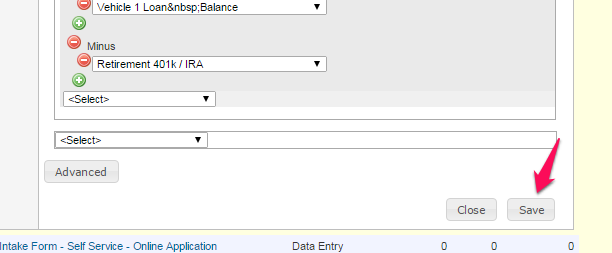 Vehicle 1 Loan&nbsp;Balance
Minus
Retirement 401k / IRA
<Select>
<Select>
Advanced
Close Save
Intake Form - Self Service - Online Application Data Entry 0 0 0